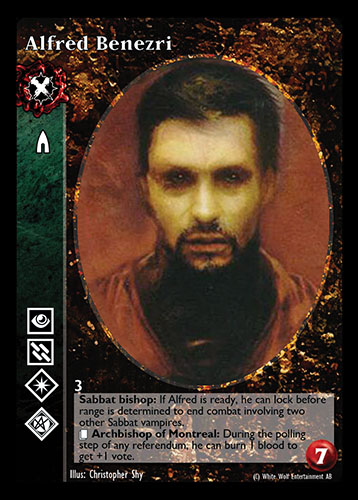 Alfred Benezri
3
Sabbat bishop: If Alfred is ready, he can lock before
range is determined to end combat involving two
other Sabbat vampires.
Archbishop of Montreal: During the polling
step of any referendum, he can burn 1 blood to
get +1 vote.
7
Illus: Christopher Shy
(C) White Wolf Entertainment AB